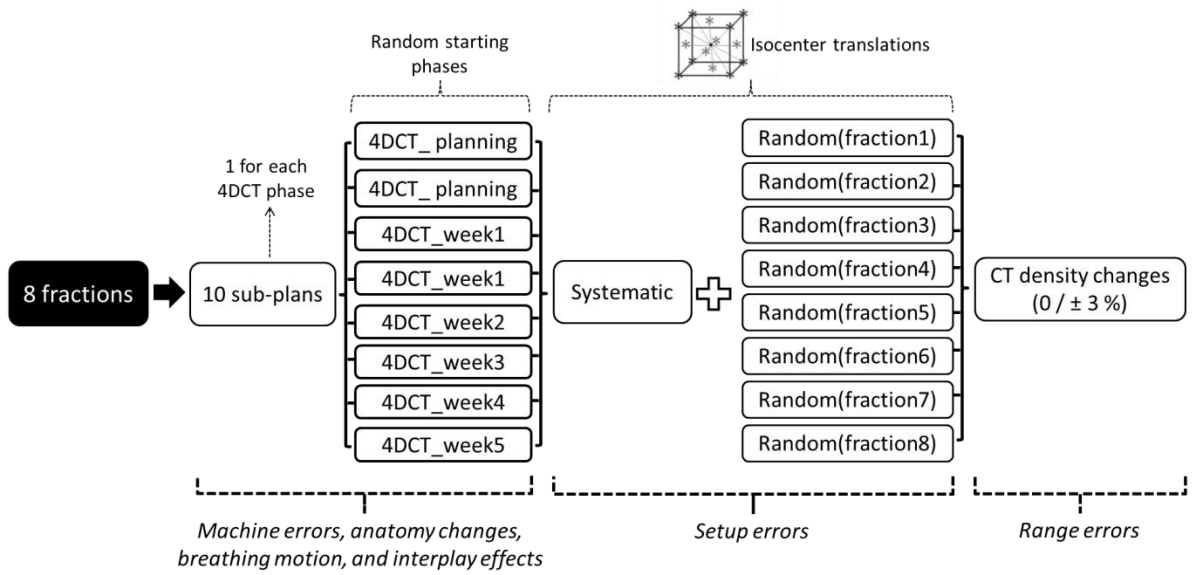 Random starting
phases
Isocenter translations
1 for each
4DCT phase
8 fractions
10 sub-plans
4DCT_ planning
4DCT_ planning
4DCT_week1
4DCT_week1
4DCT_week2
4DCT_week3
4DCT_week4
4DCT_week5
Systematic
Random(fraction1)
Random(fraction2)
Random(fraction3)
Random(fraction4)
Random(fraction5)
Random(fraction6)
Random(fraction7)
Random(fraction8)
CT density changes
(0 / ± 3 %)
Machine errors, anatomy changes,
breathing motion, and interplay effects
Setup errors
Range errors